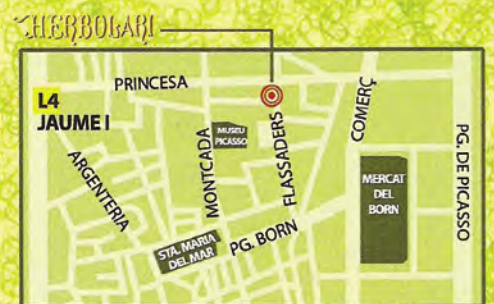 L'HERBOLARI
PRINCESA
L4
JAUME I
ARGENTERIA
MONTCADA
MUSEU
PICASSO
FLASSADERS
COMERÇ
PG. DE PICASSO
MERCAT
DEL
BORN
STA. MARIA
DEL MAR
PG. BORN